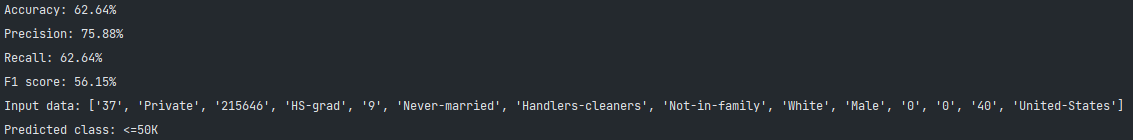 Accuracy: 62.64%
Precision: 75.88%
Recall: 62.64%
F1 score: 56.15%
Input data: ['37', 'Private', '215646', 'HS-grad', '9', 'Never-married', 'Handlers-cleaners', 'Not-in-family', 'White', 'Male', '0', '0', '40', 'United-States']
Predicted class: <=50K